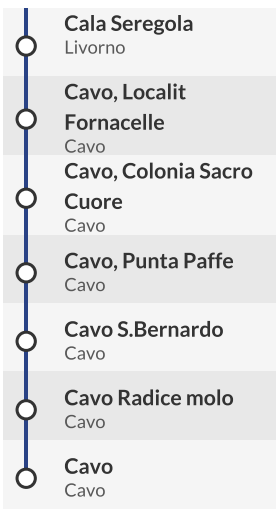 Cala Seregola
Livorno
Cavo, Localit
Fornacelle
Cavo
Cavo, Colonia Sacro
Cuore
Cavo
Cavo, Punta Paffe
Cavo
Cavo S.Bernardo
Cavo
Cavo Radice molo
Cavo
Cavo
Cavo